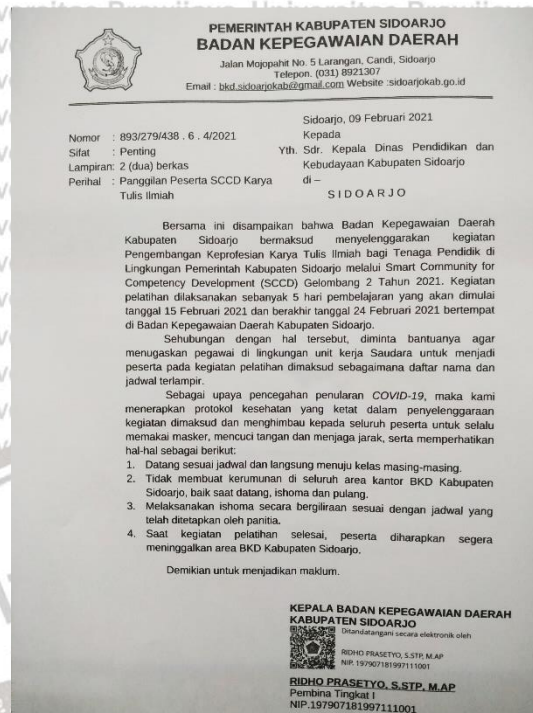 PEMERINTAH KABUPATEN SIDOARJO
BADAN KEPEGAWAIAN DAERAH
Jalan Mojopahit No. 5 Larangan, Candi, Sidoarjo
Telepon. (031) 8921307
Email : bkd.sidoarjokab@gmail.com Website :sidoarjokab.go.id
Sidoarjo, 09 Februari 2021
Kepada
Nomor : 893/279/438 . 6 . 4/2021
Sifat : Penting
Lampiran: 2 (dua) berkas
Perihal : Panggilan Peserta SCCD Karya
Tulis Ilmiah
Yth. Sdr. Kepala Dinas Pendidikan dan
Kebudayaan Kabupaten Sidoarjo
di –
S I D O A R J O
Bersama ini disampaikan bahwa Badan Kepegawaian Daerah
Kabupaten Sidoarjo bermaksud menyelenggarakan kegiatan
Pengembangan Keprofesian Karya Tulis Ilmiah bagi Tenaga Pendidik di
Lingkungan Pemerintah Kabupaten Sidoarjo melalui Smart Community for
Competency Development (SCCD) Gelombang 2 Tahun 2021. Kegiatan
pelatihan dilaksanakan sebanyak 5 hari pembelajaran yang akan dimulai
tanggal 15 Februari 2021 dan berakhir tanggal 24 Februari 2021 bertempat
di Badan Kepegawaian Daerah Kabupaten Sidoarjo.
Sehubungan dengan hal tersebut, diminta bantuanya agar
menugaskan pegawai di lingkungan unit kerja Saudara untuk menjadi
peserta pada kegiatan pelatihan dimaksud sebagaimana daftar nama dan
jadwal terlampir.
Sebagai upaya pencegahan penularan COVID-19, maka kami
menerapkan protokol kesehatan yang ketat dalam penyelenggaraan
kegiatan dimaksud dan menghimbau kepada seluruh peserta untuk selalu
memakai masker, mencuci tangan dan menjaga jarak, serta memperhatikan
hal-hal sebagai berikut:
1. Datang sesuai jadwal dan langsung menuju kelas masing-masing.
2. Tidak membuat kerumunan di seluruh area kantor BKD Kabupaten
Sidoarjo, baik saat datang, ishoma dan pulang.
3. Melaksanakan ishoma secara bergiliran sesuai dengan jadwal yang
telah ditetapkan oleh panitia.
4. Saat kegiatan pelatihan selesai, peserta diharapkan segera
meninggalkan area BKD Kabupaten Sidoarjo.
Demikian untuk menjadikan maklum.
KEPALA BADAN KEPEGAWAIAN DAERAH
KABUPATEN SIDOARJO
Ditandatangani secara elektronik oleh
RIDHO PRASETYO, S.STP, M.AP
NIP. 197907181997111001
RIDHO PRASETYO, S.STP, M.AP
Pembina Tingkat I
NIP.197907181997111001